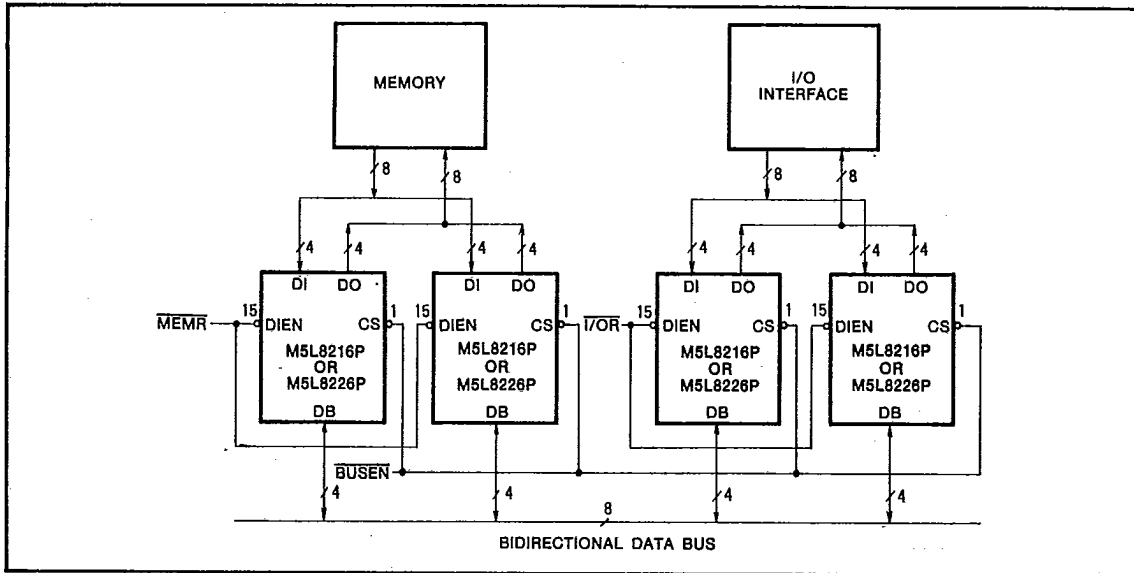 MEMORY
I/O
INTERFACE
8
8
8
8
4
4
4
4
4
4
4
4
DI DO
DI DO
DI DO
DI DO
MEMR
15
DIEN CS
1
15
DIEN CS
1
I/OR
15
DIEN CS
1
15
DIEN CS
1
M5L8216P
OR
M5L8226P
M5L8216P
OR
M5L8226P
M5L8216P
OR
M5L8226P
M5L8216P
OR
M5L8226P
DB
DB
DB
DB
BUSEN
4
4
4
4
8
BIDIRECTIONAL DATA BUS